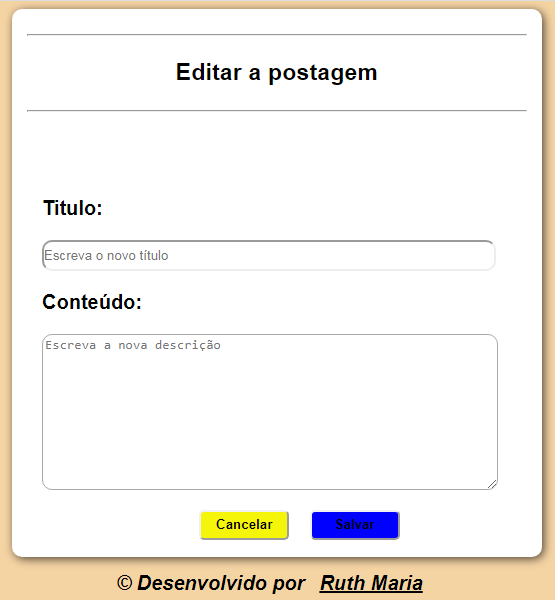 Editar a postagem
Titulo:
Escreva o novo título
Conteúdo:
Escreva a nova descrição
Cancelar Salvar
© Desenvolvido por Ruth Maria